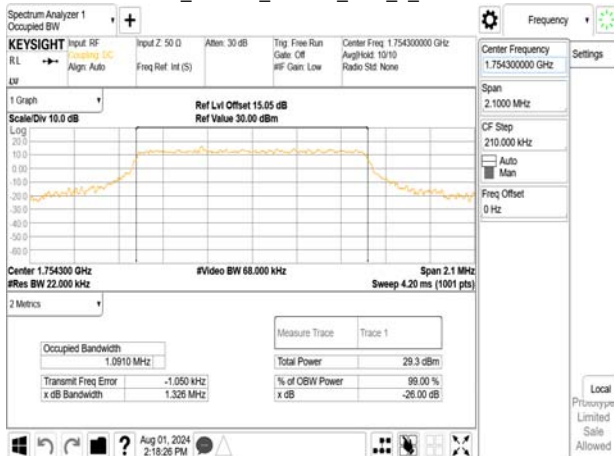 Spectrum Analyzer 1
Occupied BW
Frequency
KEYSIGHT
RL
Input: RF
Coupling: DC
Align: Auto
Input Z: 50 Ω
Freq Ref: Int (S)
Atten: 30 dB
Trig: Free Run
Gate: Off
#IF Gain: Low
Center Freq: 1.754300000 GHz
Avg|Hold: 10/10
Radio Std: None
1 Graph
Scale/Div 10.0 dB
Ref Lvl Offset 15.05 dB
Ref Value 30.00 dBm
Log
20.0
10.0
0.00
-10.0
-20.0
-30.0
-40.0
-50.0
-60.0
Center 1.754300 GHz
#Res BW 22.000 kHz
#Video BW 68.000 kHz
Span 2.1 MHz
Sweep 4.20 ms (1001 pts)
2 Metrics
Measure Trace
Trace 1
Occupied Bandwidth
1.0910 MHz
Total Power
29.3 dBm
Transmit Freq Error
-1.050 kHz
% of OBW Power
99.00 %
x dB Bandwidth
1.326 MHz
x dB
-26.00 dB
Aug 01, 2024
2:18:26 PM
Center Frequency
1.754300000 GHz
Settings
Span
2.1000 MHz
CF Step
210.000 kHz
Auto
Man
Freq Offset
0 Hz
Local
Prototype
Limited
Sale
Allowed